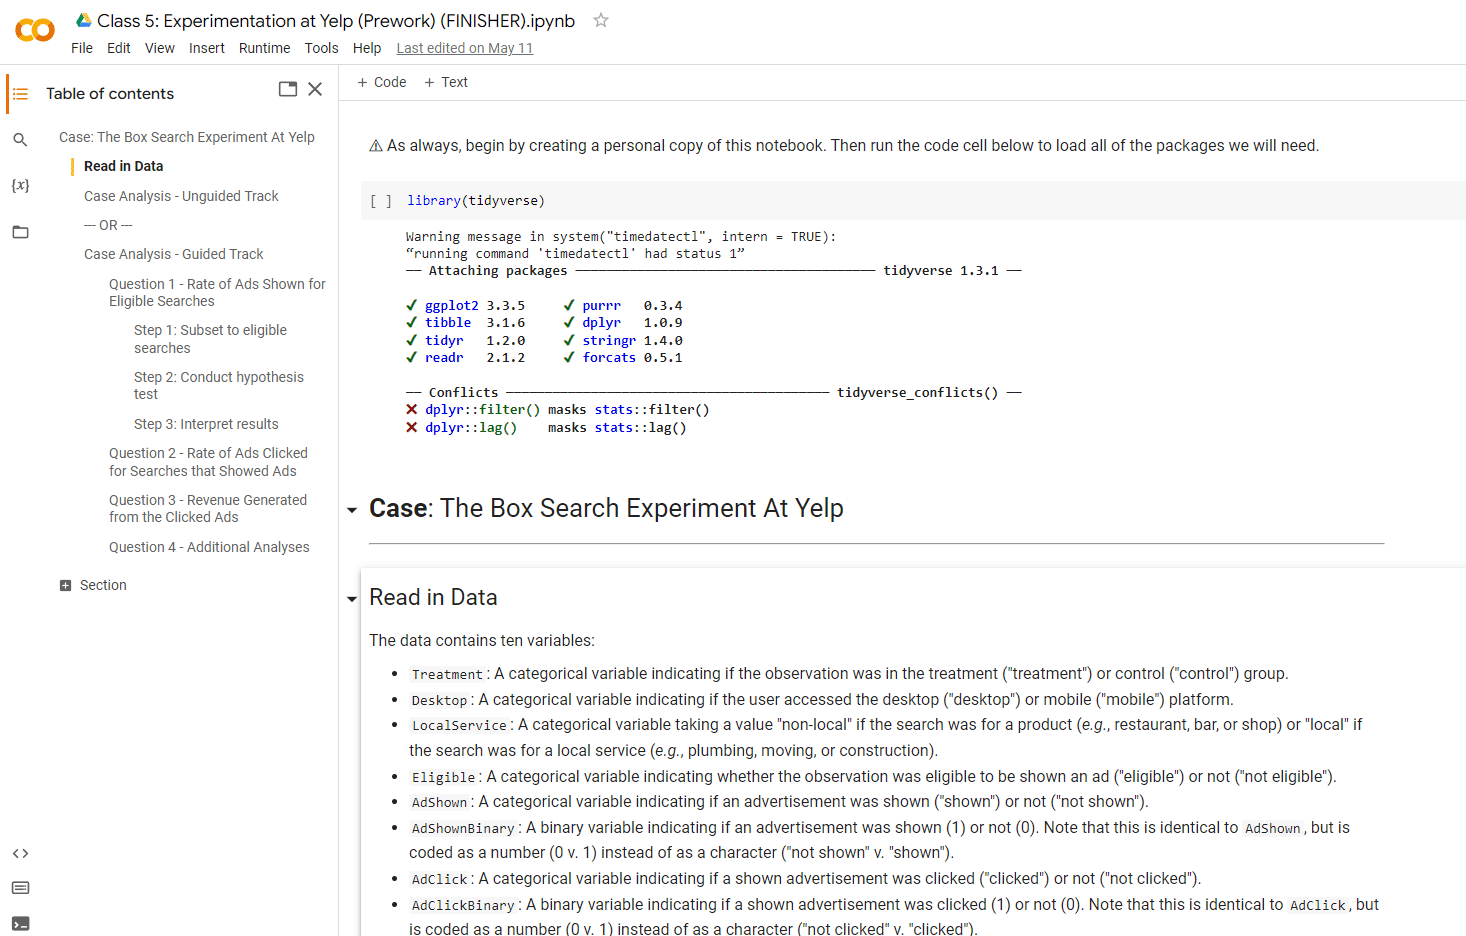 Class 5: Experimentation at Yelp (Prework) (FINISHER).ipynb
File Edit View Insert Runtime Tools Help Last edited on May 11
Table of contents
Case: The Box Search Experiment At Yelp
Read in Data
Case Analysis - Unguided Track
--- OR ---
Case Analysis - Guided Track
Question 1 - Rate of Ads Shown for
Eligible Searches
Step 1: Subset to eligible
searches
Step 2: Conduct hypothesis
test
Step 3: Interpret results
Question 2 - Rate of Ads Clicked
for Searches that Showed Ads
Question 3 - Revenue Generated
from the Clicked Ads
Question 4 - Additional Analyses
Section
+ Code + Text
⚠ As always, begin by creating a personal copy of this notebook. Then run the code cell below to load all of the packages we will need.
[ ] library(tidyverse)
Warning message in system("timedatectl", intern = TRUE):
“running command 'timedatectl' had status 1”
── Attaching packages ─────────────────────────────────────── tidyverse 1.3.1 ──
✔ ggplot2 3.3.5 ✔ purrr 0.3.4
✔ tibble 3.1.6 ✔ dplyr 1.0.9
✔ tidyr 1.2.0 ✔ stringr 1.4.0
✔ readr 2.1.2 ✔ forcats 0.5.1
── Conflicts ────────────────────────────────────────── tidyverse_conflicts() ──
✖ dplyr::filter() masks stats::filter()
✖ dplyr::lag() masks stats::lag()
Case: The Box Search Experiment At Yelp
Read in Data
The data contains ten variables:
• Treatment: A categorical variable indicating if the observation was in the treatment ("treatment") or control ("control") group.
• Desktop: A categorical variable indicating if the user accessed the desktop ("desktop") or mobile ("mobile") platform.
• LocalService: A categorical variable taking a value "non-local" if the search was for a product (e.g., restaurant, bar, or shop) or "local" if
the search was for a local service (e.g., plumbing, moving, or construction).
• Eligible: A categorical variable indicating whether the observation was eligible to be shown an ad ("eligible") or not ("not eligible").
• AdShown: A categorical variable indicating if an advertisement was shown ("shown") or not ("not shown").
• AdShownBinary: A binary variable indicating if an advertisement was shown (1) or not (0). Note that this is identical to AdShown, but is
coded as a number (0 v. 1) instead of as a character ("not shown" v. "shown").
• AdClick: A categorical variable indicating if a shown advertisement was clicked ("clicked") or not ("not clicked").
• AdClickBinary: A binary variable indicating if a shown advertisement was clicked (1) or not (0). Note that this is identical to AdClick, but
is coded as a number (0 v. 1) instead of as a character ("not clicked" v. "clicked").